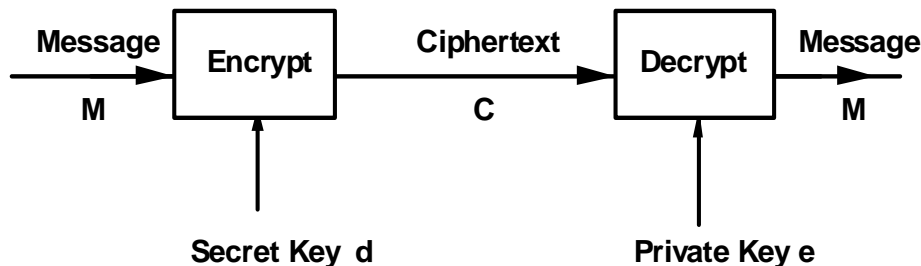 Message Ciphertext Message
Encrypt Decrypt
M C M
Secret Key d Private Key e